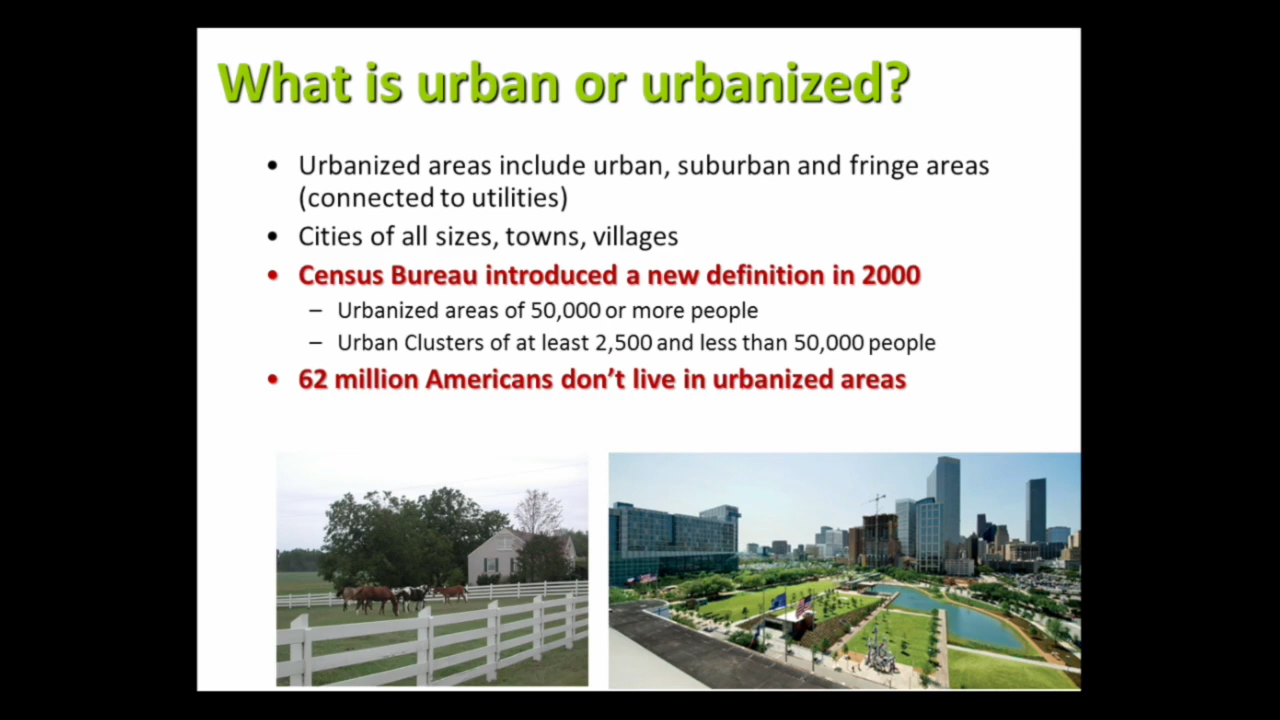 What is urban or urbanized?
• Urbanized areas include urban, suburban and fringe areas
(connected to utilities)
• Cities of all sizes, towns, villages
• Census Bureau introduced a new definition in 2000
– Urbanized areas of 50,000 or more people
– Urban Clusters of at least 2,500 and less than 50,000 people
• 62 million Americans don’t live in urbanized areas